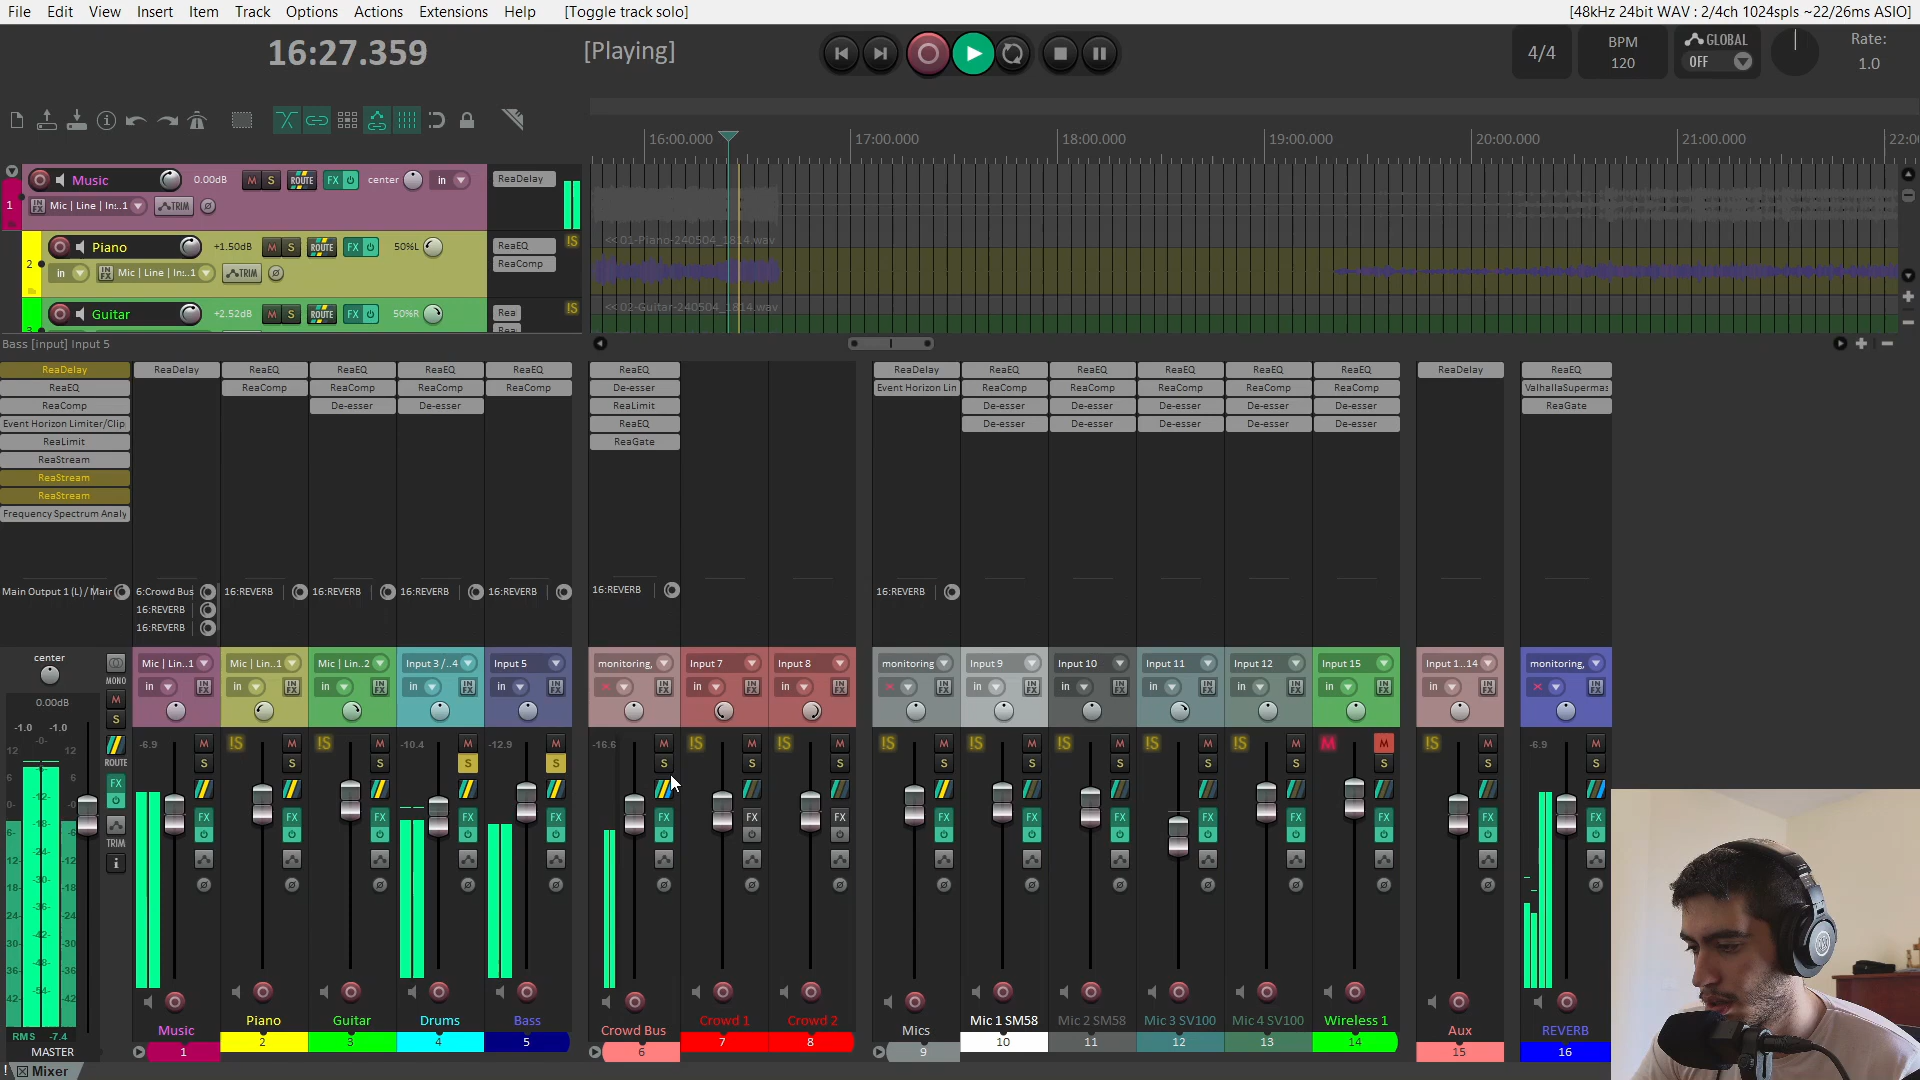 File Edit View Insert Item Track Options Actions Extensions Help [Toggle track solo] [48kHz 24bit WAV : 2/4ch 1024spls ~22/26ms ASIO]
16:27.359 [Playing] 4/4 BPM 120 GLOBAL OFF Rate: 1.0
16:00.000 17:00.000 18:00.000 19:00.000 20:00.000 21:00.000 22:0
1 Music 0.00dB M S ROUTE FX center in ReaDelay
IN FX Mic | Line | In:..1 TRIM
<<01-Piano-240504_1814.wav
2 Piano +1.50dB M S ROUTE FX 50%L ReaEQ !S
in IN FX Mic | Line | In:..1 TRIM ReaComp
<<02-Guitar-240504_1814.wav
Guitar +2.52dB M S ROUTE FX 50%R Rea !S
Bass [input] Input 5
ReaDelay ReaDelay ReaEQ ReaEQ ReaEQ ReaEQ ReaEQ ReaDelay ReaEQ ReaEQ ReaEQ ReaEQ ReaEQ ReaDelay ReaEQ
ReaEQ ReaComp ReaComp ReaComp ReaComp De-esser Event Horizon Lin ReaComp ReaComp ReaComp ReaComp ReaComp ValhallaSupermas
ReaComp De-esser De-esser ReaLimit De-esser De-esser De-esser De-esser De-esser ReaGate
Event Horizon Limiter/Clip ReaEQ De-esser De-esser De-esser De-esser De-esser
ReaLimit ReaGate
ReaStream
ReaStream
ReaStream
Frequency Spectrum Analy
Main Output 1 (L) / Mair 6:Crowd Bus 16:REVERB 16:REVERB 16:REVERB 16:REVERB 16:REVERB 16:REVERB
16:REVERB
16:REVERB
center Mic | Lin..1 Mic | Lin..1 Mic | Lin..2 Input 3 /..4 Input 5 monitoring, Input 7 Input 8 monitoring Input 9 Input 10 Input 11 Input 12 Input 15 Input 1...14 monitoring,
MONO in in in in in in in in in in in in in
0.00dB M
-1.0 -1.0 S
-6.9 M !S M !S M -10.4 M -12.9 M -16.6 M !S M !S M !S M !S M !S M !S M !S M M M !S M -6.9 M
S S S S S S S S S S S S S S S S
ROUTE
FX FX FX FX FX FX FX FX FX FX FX FX FX FX FX FX FX
TRIM
RMS -7.4
MASTER
Music Piano Guitar Drums Bass Crowd Bus Crowd 1 Crowd 2 Mics Mic 1 SM58 Mic 2 SM58 Mic 3 SV100 Mic 4 SV100 Wireless 1 Aux REVERB
1 2 3 4 5 6 7 8 9 10 11 12 13 14 15 16
! Mixer